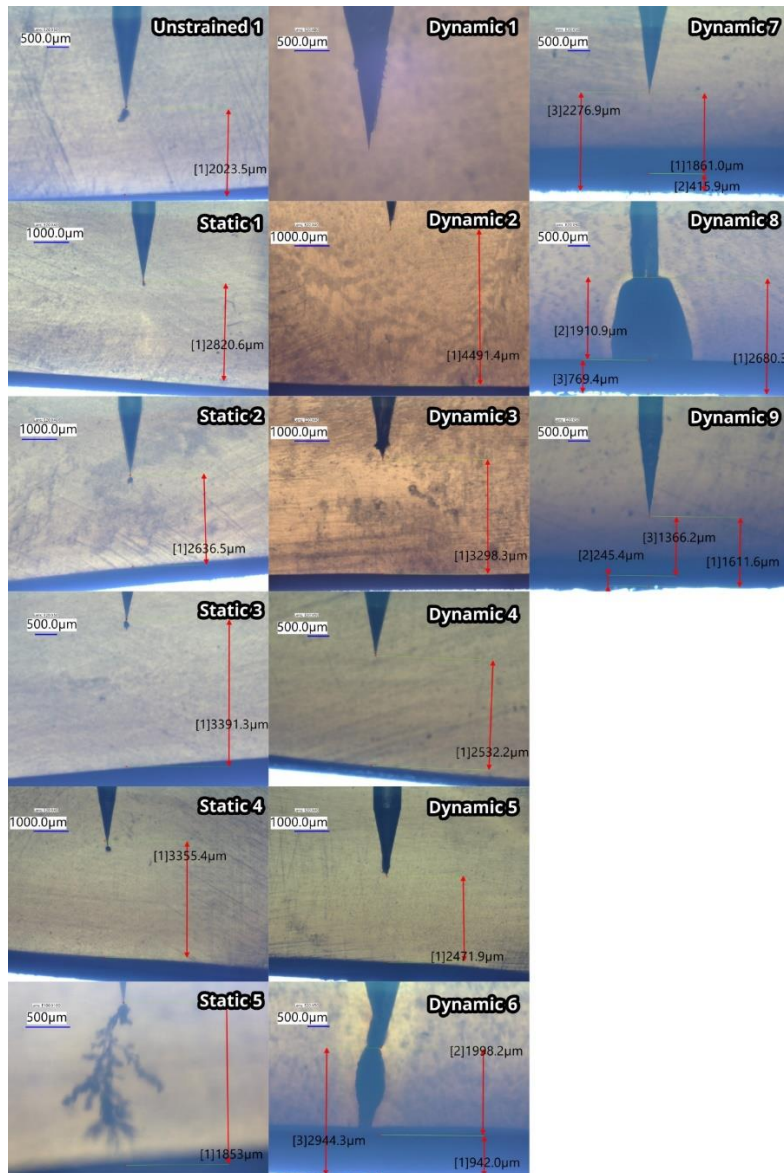 Unstrained 1
500.0µm
[1]2023.5µm
Static 1
1000.0µm
[1]2820.6µm
Static 2
1000.0µm
[1]2636.5µm
Static 3
500.0µm
[1]3391.3µm
Static 4
1000.0µm
[1]3355.4µm
Static 5
500µm
[1]1853µm
Dynamic 1
500.0µm
Dynamic 2
1000.0µm
[1]4491.4µm
Dynamic 3
1000.0µm
[1]3298.3µm
Dynamic 4
500.0µm
[1]2532.2µm
Dynamic 5
1000.0µm
[1]2471.9µm
Dynamic 6
500.0µm
[2]1998.2µm
[3]2944.3µm
[1]942.0µm
Dynamic 7
500.0µm
[3]2276.9µm
[1]1861.0µm
[2]415.9µm
Dynamic 8
500.0µm
[2]1910.9µm
[1]2680.3
[3]769.4µm
Dynamic 9
500.0µm
[3]1366.2µm
[2]245.4µm
[1]1611.6µm